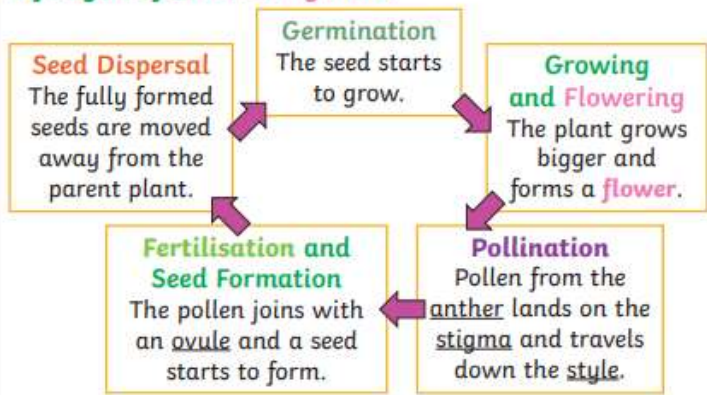 Germination
The seed starts
to grow.
Growing
and Flowering
The plant grows
bigger and
forms a flower.
Pollination
Pollen from the
anther lands on the
stigma and travels
down the style.
Fertilisation and
Seed Formation
The pollen joins with
an ovule and a seed
starts to form.
Seed Dispersal
The fully formed
seeds are moved
away from the
parent plant.